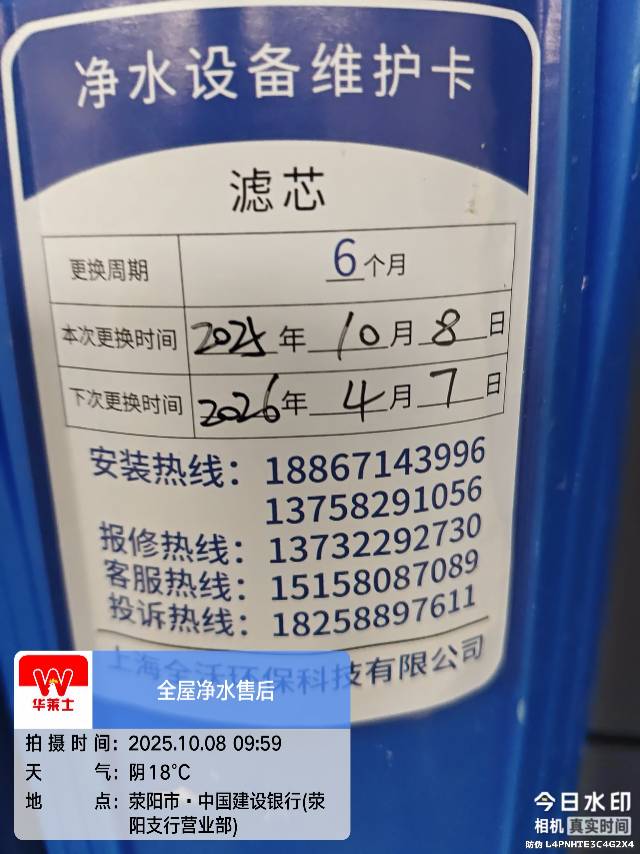 净水设备维护卡
滤芯
更换周期 6个月
本次更换时间 2025年10月8日
下次更换时间 2026年4月7日
安装热线：18867143996
13758291056
报修热线：13732292730
客服热线：15158087089
投诉热线：18258897611
上海全沃环保科技有限公司
华莱士
全屋净水售后
拍摄时间：2025.10.08 09:59
天气：阴18℃
地点：荥阳市·中国建设银行(荥
阳支行营业部)
今日水印
相机 真实时间
防伪 L4PNHTE3C4G2X4